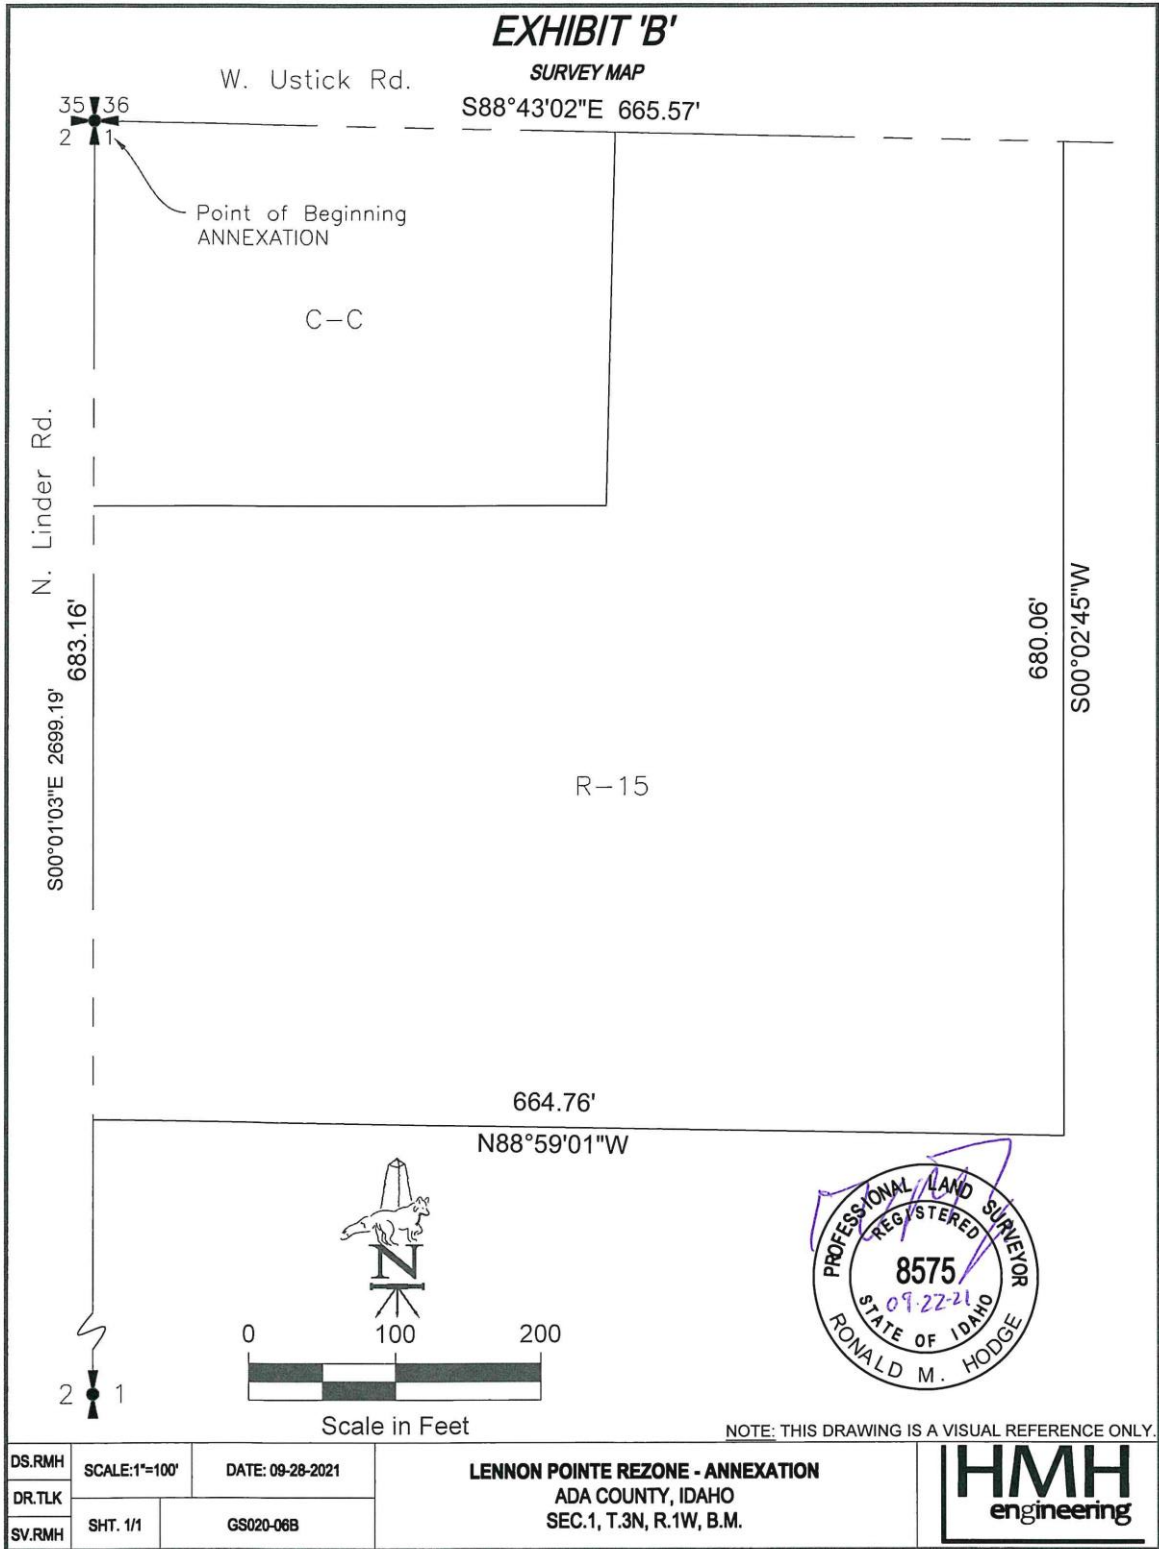 EXHIBIT 'B'
SURVEY MAP
W. Ustick Rd.
S88°43'02"E 665.57'
35 36
2 1
Point of Beginning
ANNEXATION
C-C
N. Linder Rd.
683.16'
S00°01'03"E 2699.19'
680.06'
S00°02'45"W
R-15
664.76'
N88°59'01"W
N
0 100 200
Scale in Feet
2 1
PROFESSIONAL LAND SURVEYOR
REGISTERED
8575
09-22-21
STATE OF IDAHO
RONALD M. HODGE
NOTE: THIS DRAWING IS A VISUAL REFERENCE ONLY.
DS.RMH
DR.TLK
SV.RMH
SCALE:1"=100'
DATE: 09-28-2021
SHT. 1/1
GS020-06B
LENNON POINTE REZONE - ANNEXATION
ADA COUNTY, IDAHO
SEC.1, T.3N, R.1W, B.M.
HMH
engineering